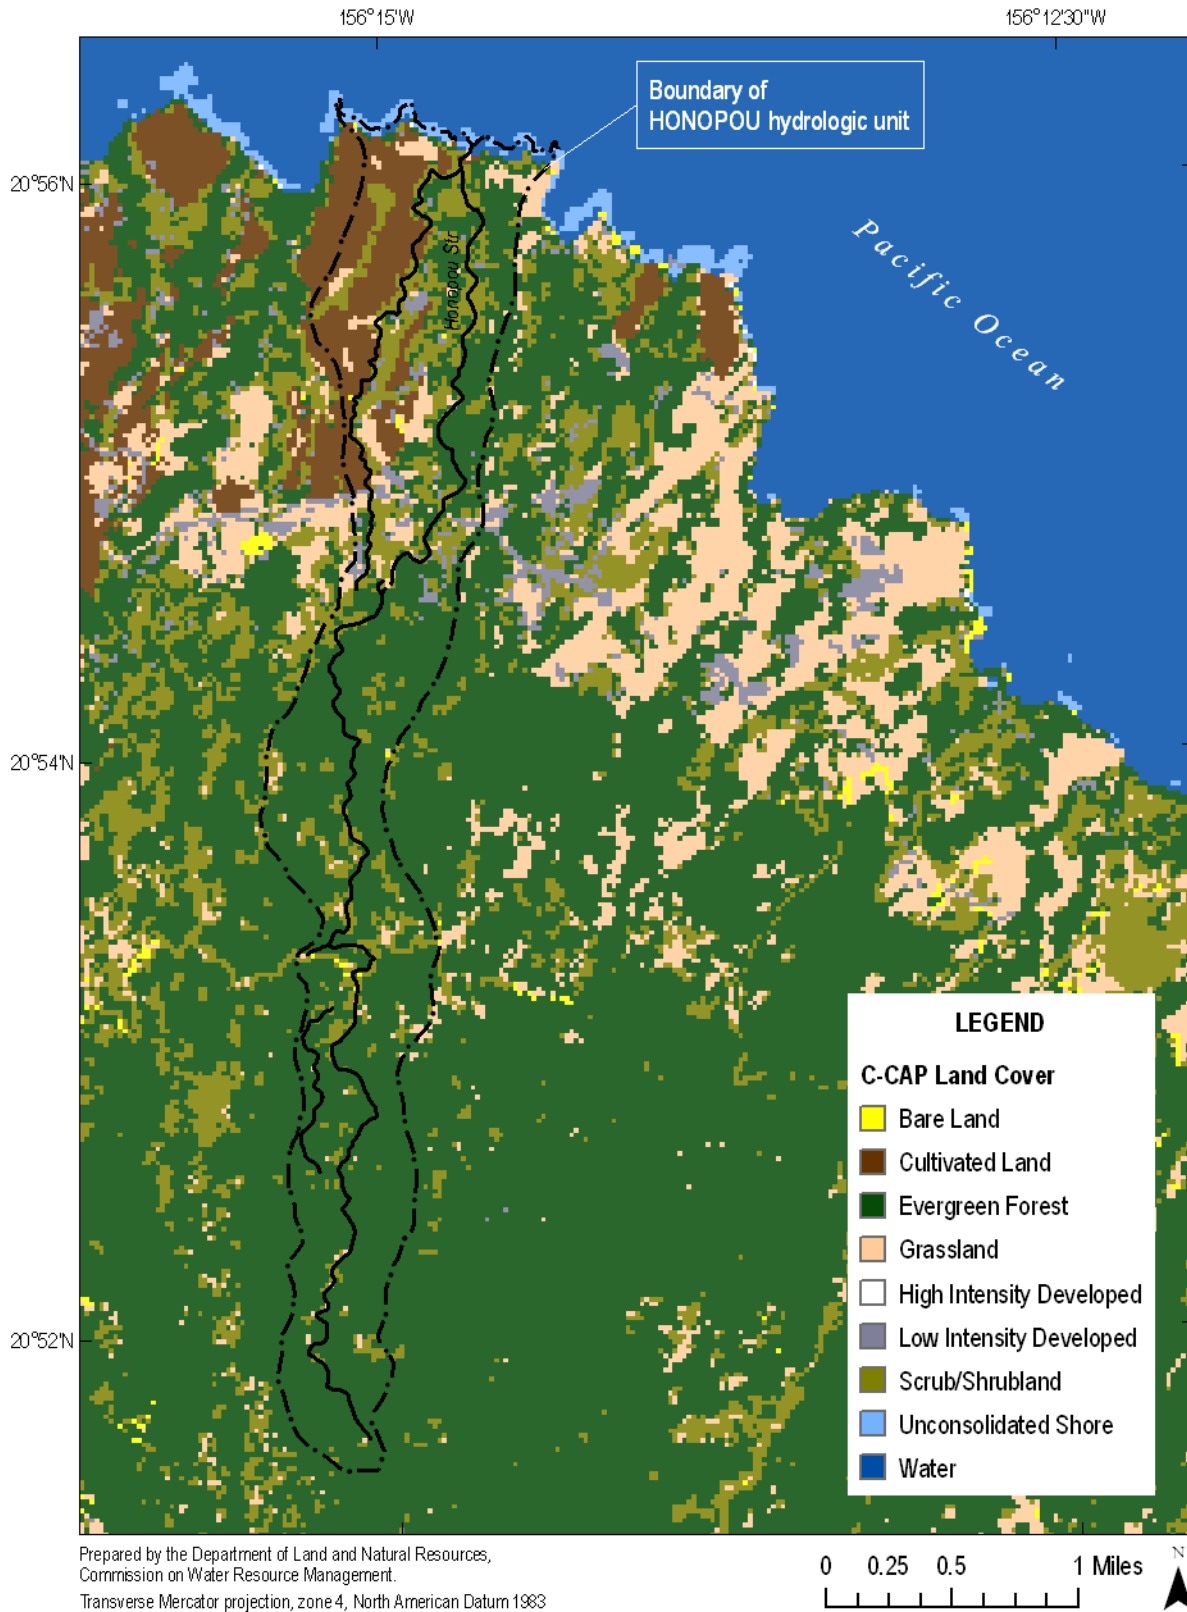 156°15'W
156°12'30"W
Boundary of
HONOPOU hydrologic unit
20°56'N
Pacific Ocean
Honopou Str
20°54'N
LEGEND
C-CAP Land Cover
Bare Land
Cultivated Land
Evergreen Forest
Grassland
High Intensity Developed
Low Intensity Developed
Scrub/Shrubland
Unconsolidated Shore
Water
20°52'N
Prepared by the Department of Land and Natural Resources,
Commission on Water Resource Management.
Transverse Mercator projection, zone 4, North American Datum 1983
0 0.25 0.5 1 Miles
N